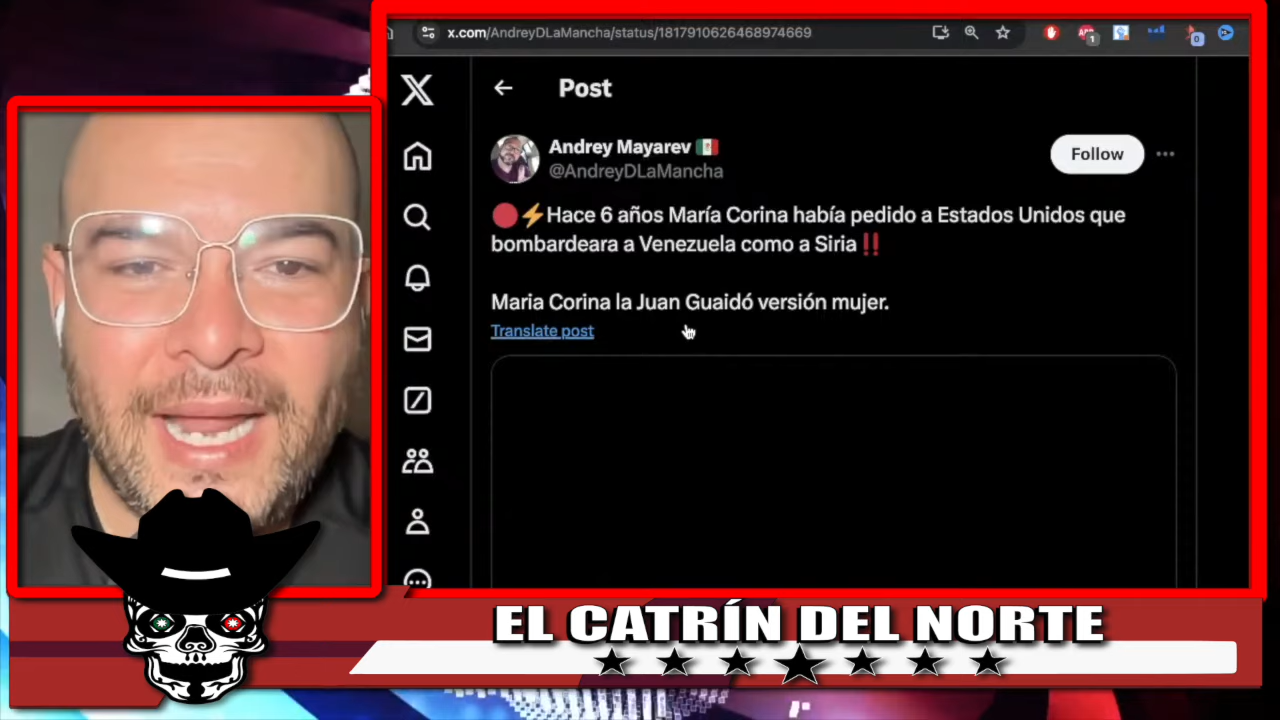 x.com/AndreyDLaMancha/status/1817910626468974669
Post
Andrey Mayarev
@AndreyDLaMancha
Follow
🔴⚡Hace 6 años María Corina había pedido a Estados Unidos que
bombardeara a Venezuela como a Siria ‼️
Maria Corina la Juan Guaidó versión mujer.
Translate post
EL CATRÍN DEL NORTE